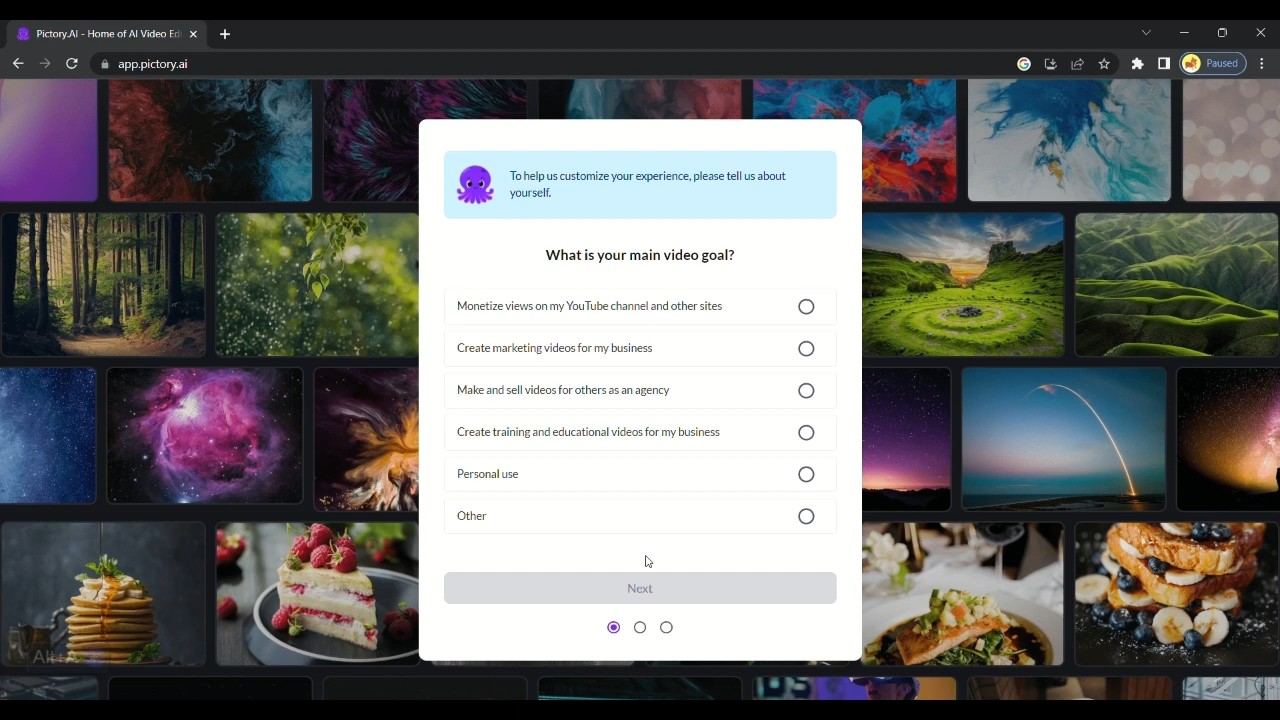 Pictory.AI - Home of AI Video Ed
app.pictory.ai
Paused
To help us customize your experience, please tell us about
yourself.
What is your main video goal?
Monetize views on my YouTube channel and other sites
Create marketing videos for my business
Make and sell videos for others as an agency
Create training and educational videos for my business
Personal use
Other
Next